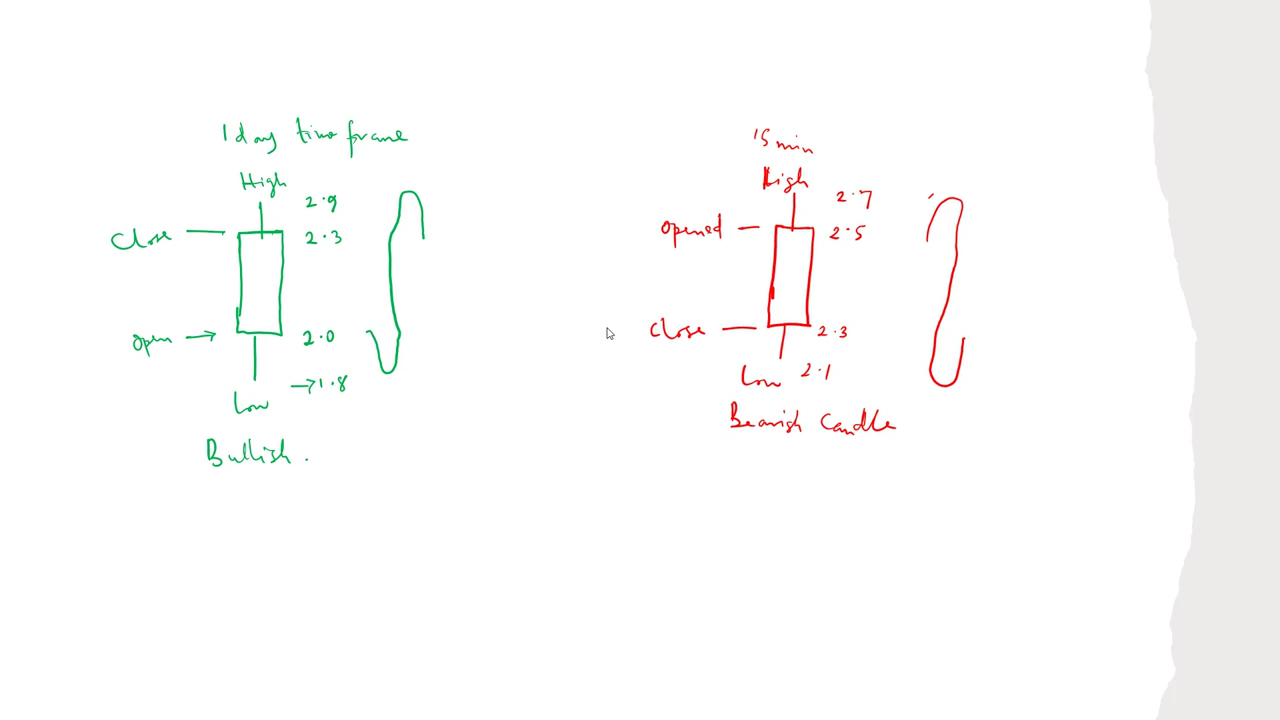 1 day time frame
High
2.9
Close
2.3
open
2.0
1.8
Low
Bullish.
15 min
High
2.7
opened
2.5
Close
2.3
Low
2.1
Bearish Candle